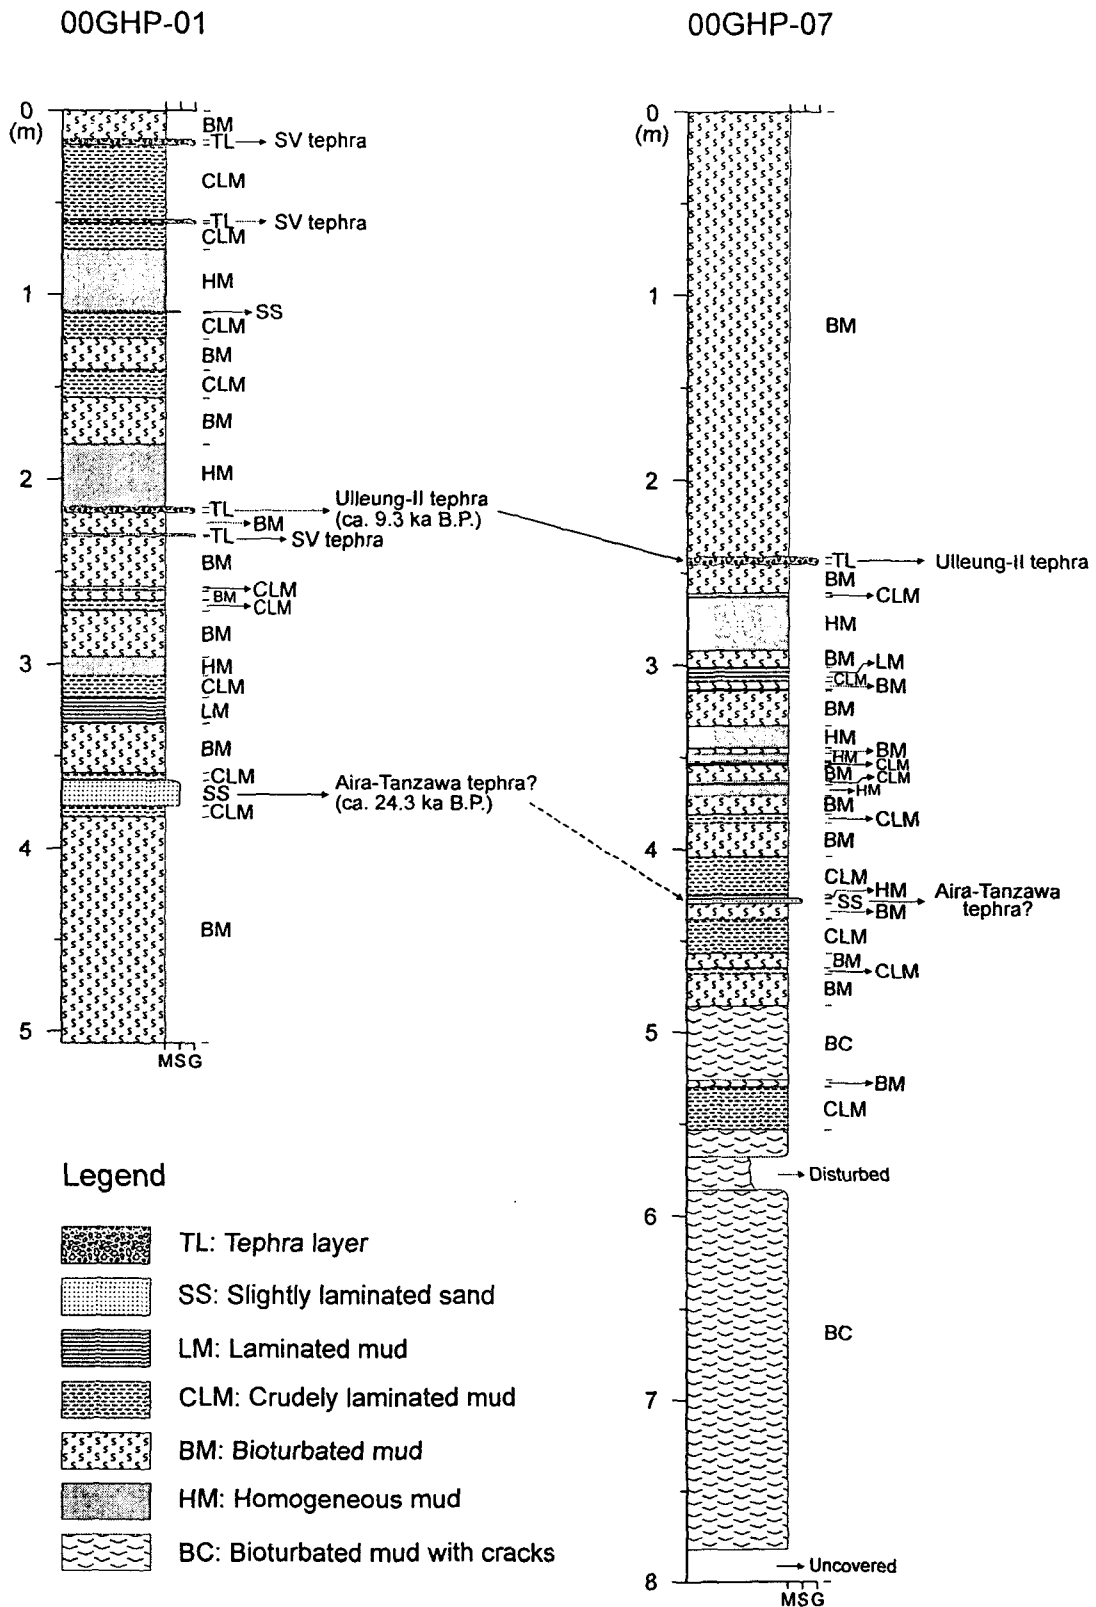 00GHP-01
00GHP-07
0
(m)
BM
TL
SV tephra
CLM
TL
SV tephra
CLM
HM
1
SS
CLM
BM
CLM
BM
2
HM
TL
Ulleung-II tephra
(ca. 9.3 ka B.P.)
BM
TL
SV tephra
BM
CLM
BM
CLM
BM
3
HM
CLM
LM
BM
CLM
SS
Aira-Tanzawa tephra?
(ca. 24.3 ka B.P.)
CLM
4
BM
5
MSG
0
(m)
1
BM
2
TL
Ulleung-II tephra
BM
CLM
HM
3
BM
LM
CLM
BM
BM
HM
BM
HM
CLM
BM
CLM
HM
BM
CLM
BM
4
CLM
HM
SS
Aira-Tanzawa
tephra?
BM
CLM
BM
CLM
BM
5
BC
BM
CLM
Disturbed
6
BC
7
Uncovered
8
MSG
Legend
TL: Tephra layer
SS: Slightly laminated sand
LM: Laminated mud
CLM: Crudely laminated mud
BM: Bioturbated mud
HM: Homogeneous mud
BC: Bioturbated mud with cracks